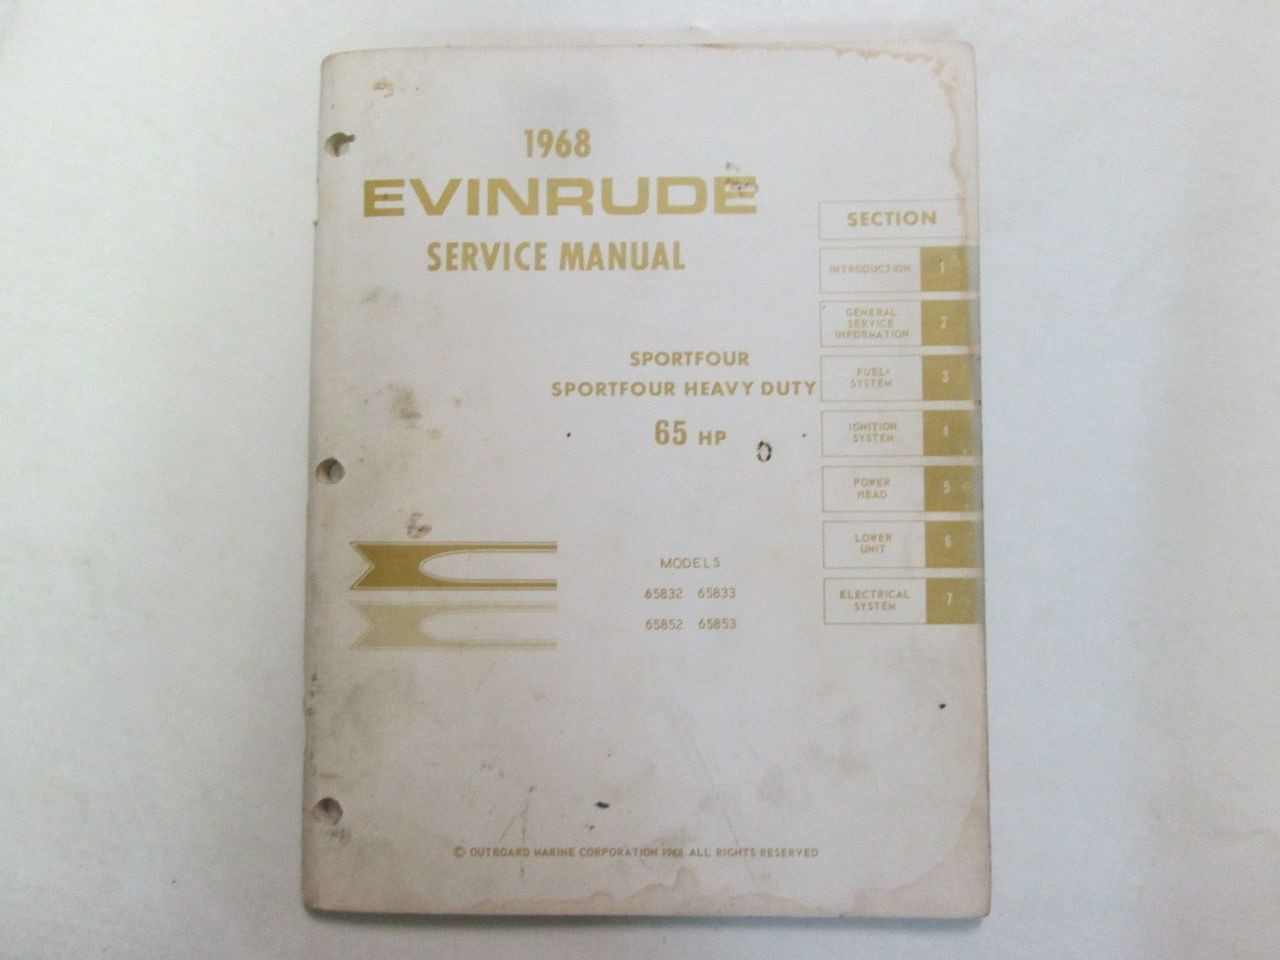 1968
EVINRUDE
SERVICE MANUAL
SPORTFOUR
SPORTFOUR HEAVY DUTY
65 HP
MODELS
65832 65833
65852 65853
SECTION
INTRODUCTION 1
GENERAL
SERVICE
INFORMATION
2
FUEL
SYSTEM
3
IGNITION
SYSTEM
4
POWER
HEAD
5
LOWER
UNIT
6
ELECTRICAL
SYSTEM
7
© OUTBOARD MARINE CORPORATION 1968 ALL RIGHTS RESERVED